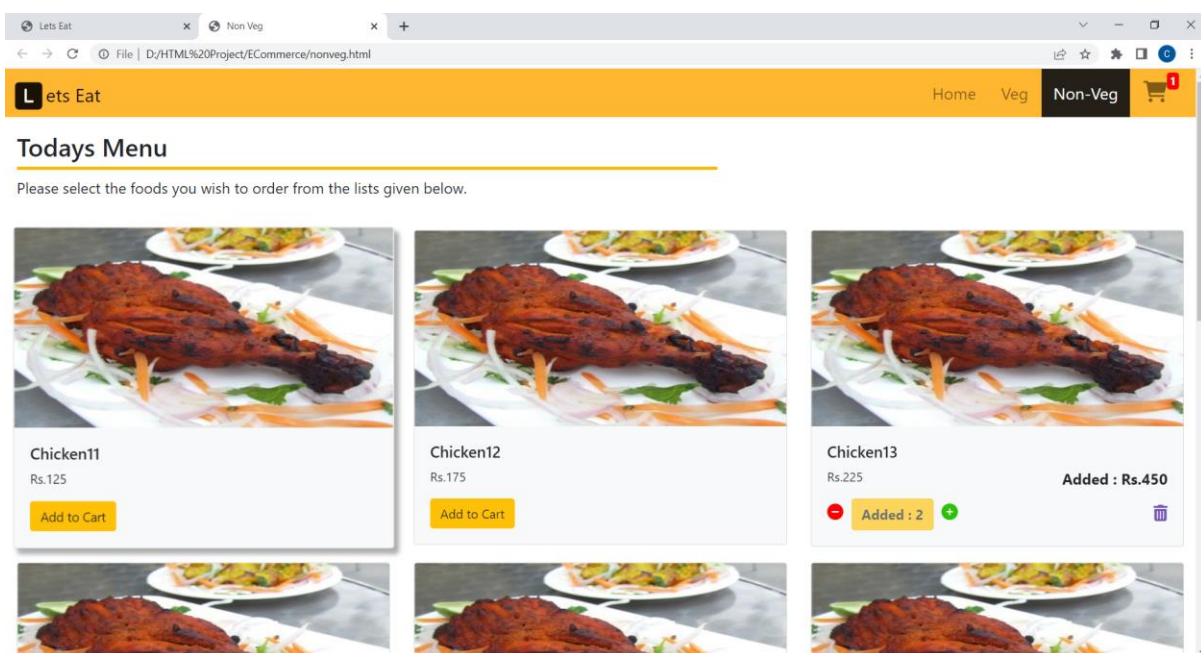 Lets Eat
Non Veg
File | D:/HTML%20Project/ECommerce/nonveg.html
C
L ets Eat
Home Veg Non-Veg 1
Todays Menu
Please select the foods you wish to order from the lists given below.
Chicken11
Rs.125
Add to Cart
Chicken12
Rs.175
Add to Cart
Chicken13
Rs.225
Added : Rs.450
Added : 2